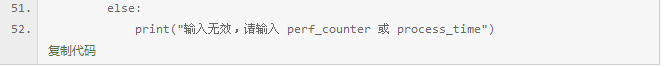 51.         else:
52.             print("输入无效，请输入 perf_counter 或 process_time")
复制代码